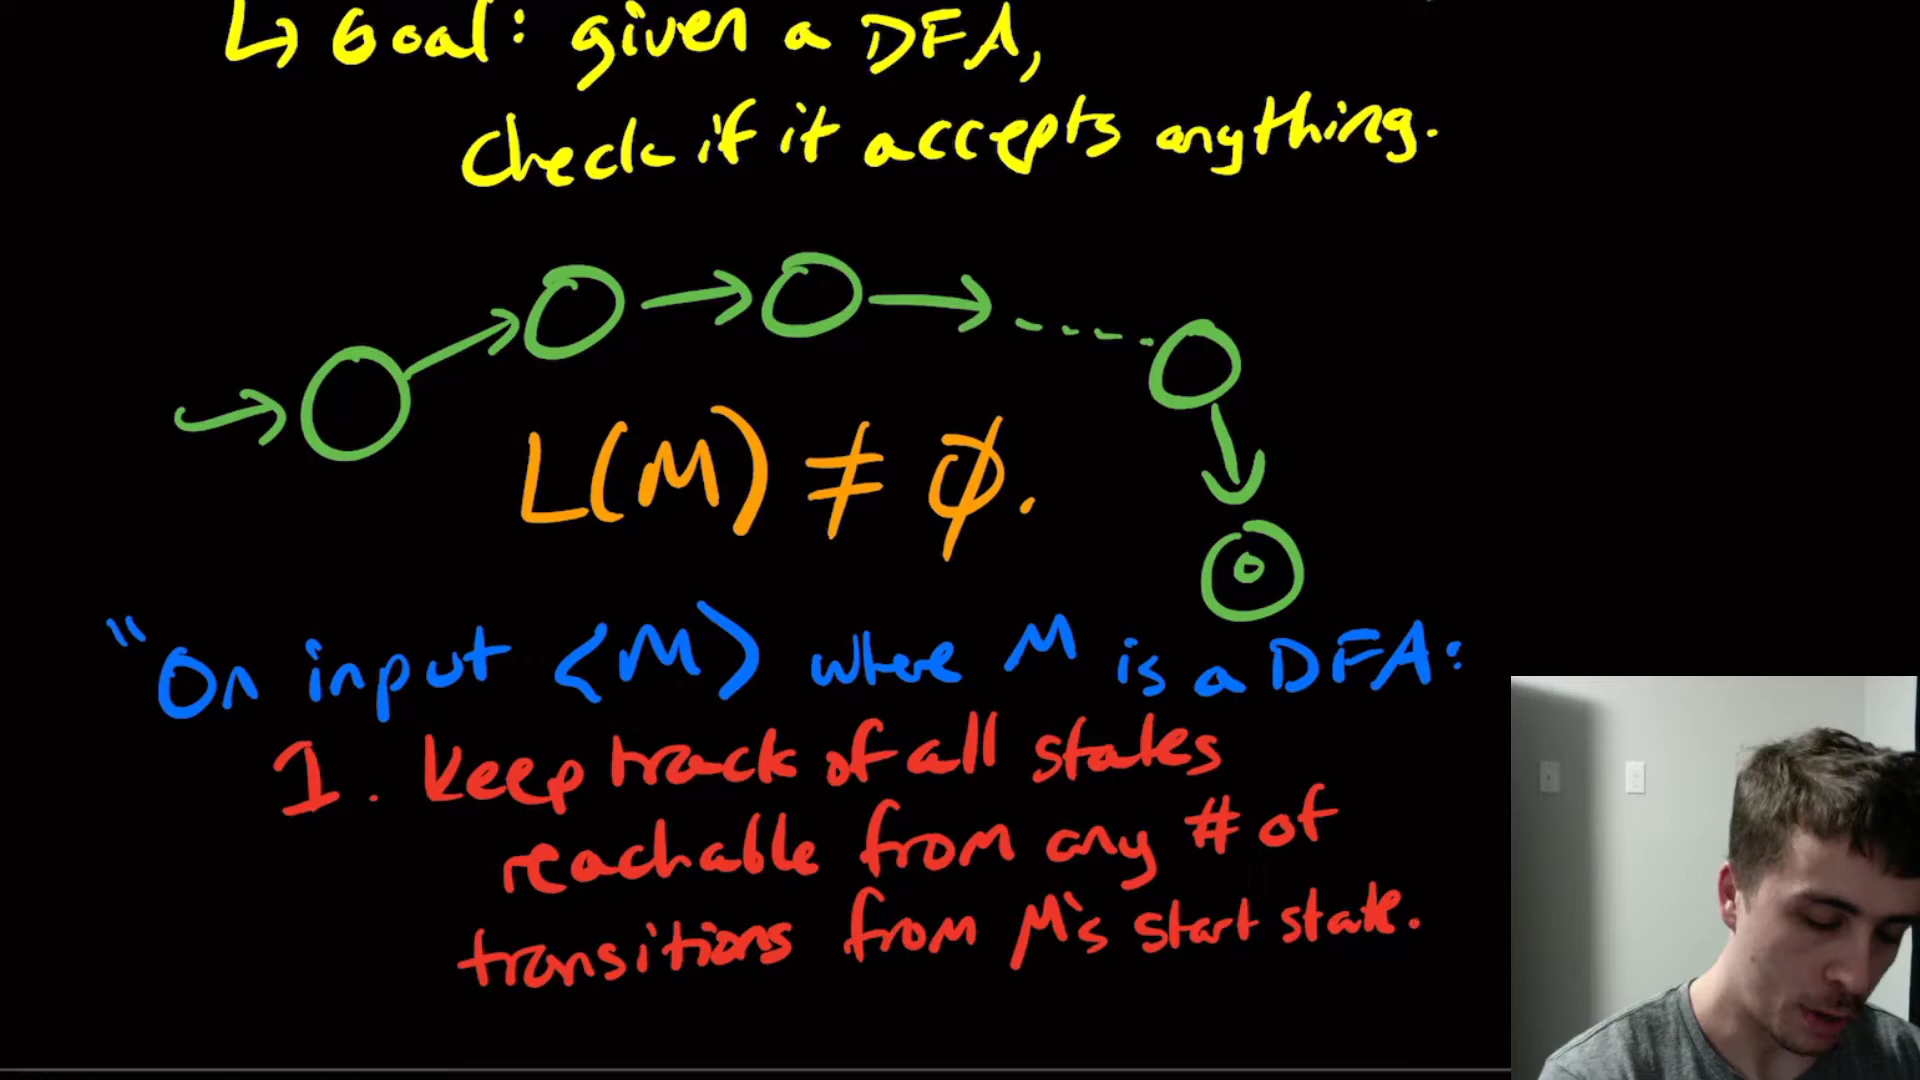 ↳ Goal: given a DFA,
check if it accepts anything.
L(M) ≠ ∅.
"On input <M> where M is a DFA:
1. Keep track of all states
reachable from any # of
transitions from M's start state.